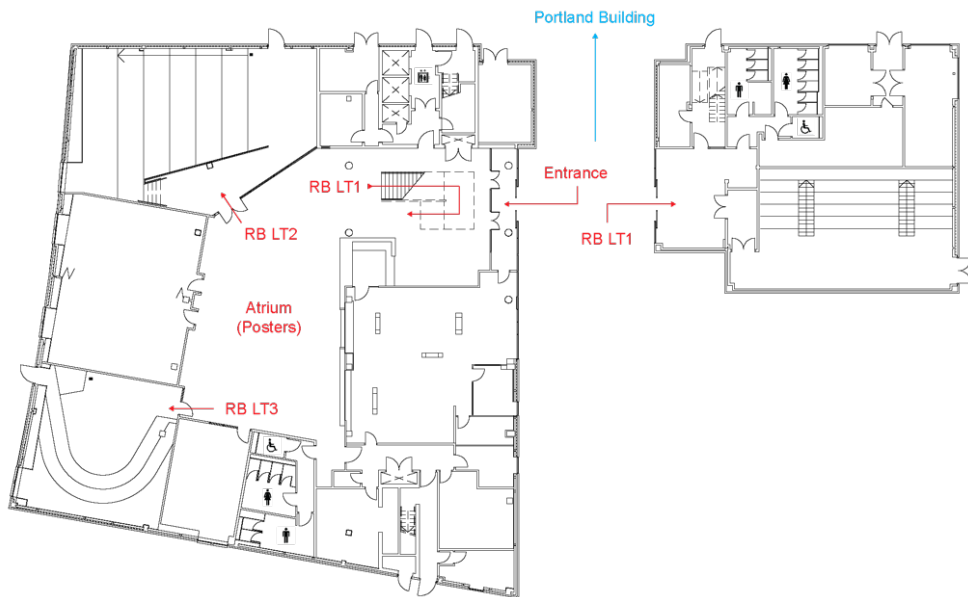 Portland Building
Entrance
RB LT1
RB LT1
RB LT2
Atrium
(Posters)
RB LT3